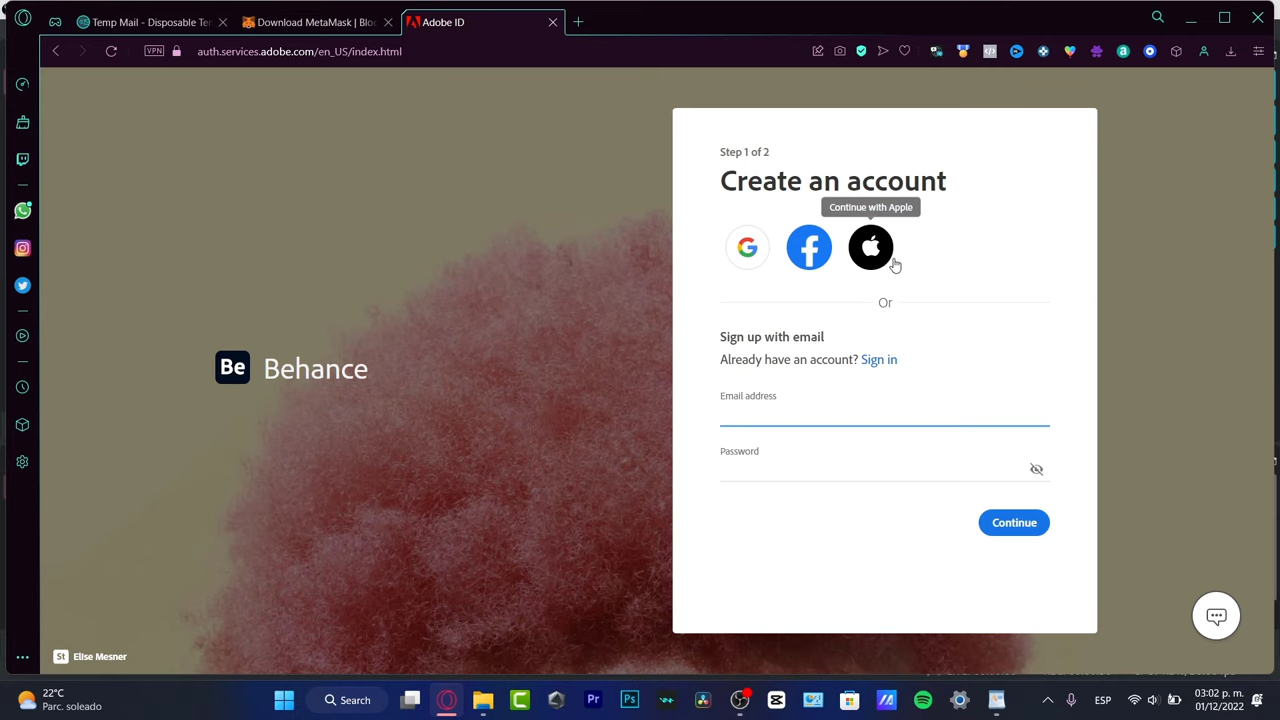 Temp Mail - Disposable Te
Download MetaMask | Bloc
Adobe ID
VPN
auth.services.adobe.com/en_US/index.html
Step 1 of 2
Create an account
Continue with Apple
Or
Sign up with email
Already have an account? Sign in
Email address
Password
Continue
Be Behance
St Elise Mesner
22°C
Parc. soleado
Search
Pr
Ps
ESP
03:02 p. m.
01/12/2022